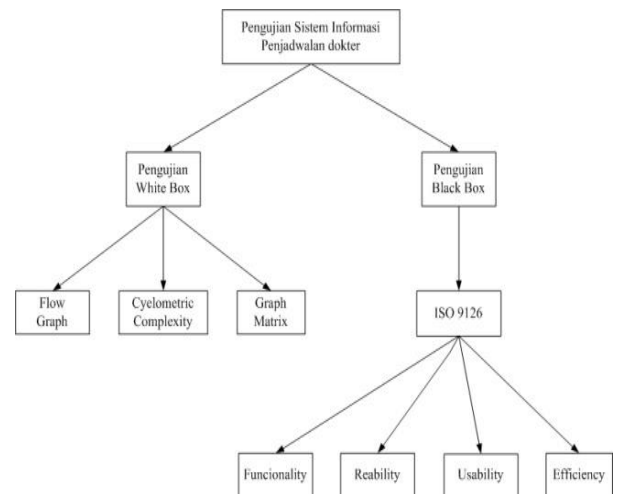 Pengujian Sistem Informasi
Penjadwalan dokter
Pengujian
White Box
Pengujian
Black Box
Flow
Graph
Cyelometric
Complexity
Graph
Matrix
ISO 9126
Funcionality
Reability
Usability
Efficiency